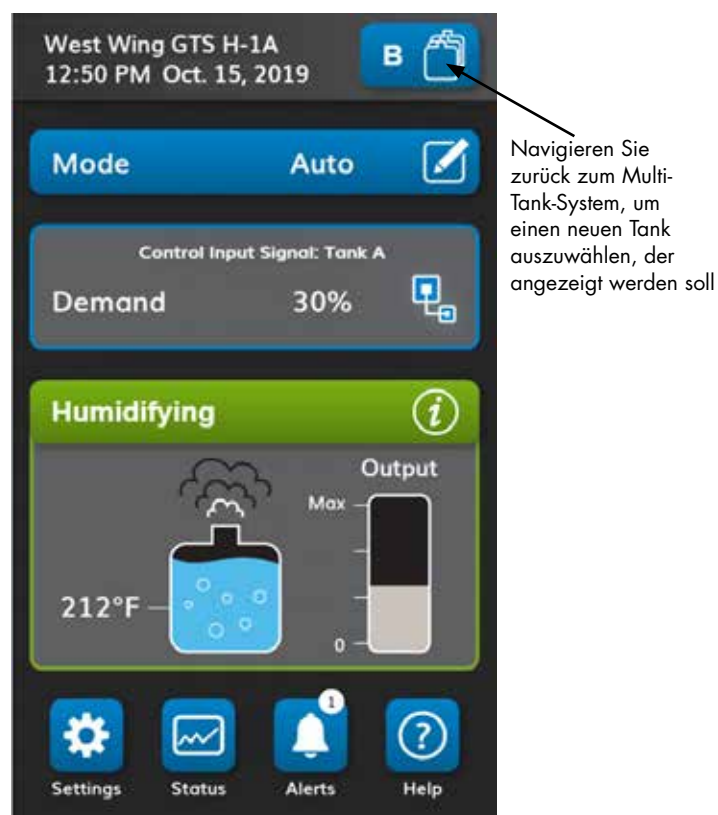 West Wing GTS H-1A
12:50 PM Oct. 15, 2019
B
Navigieren Sie
zurück zum Multi-
Tank-System, um
einen neuen Tank
auszuwählen, der
angezeigt werden soll
Mode Auto
Control Input Signal: Tank A
Demand 30%
Humidifying i
Output
Max
212°F
0
1
Settings Status Alerts ? Help